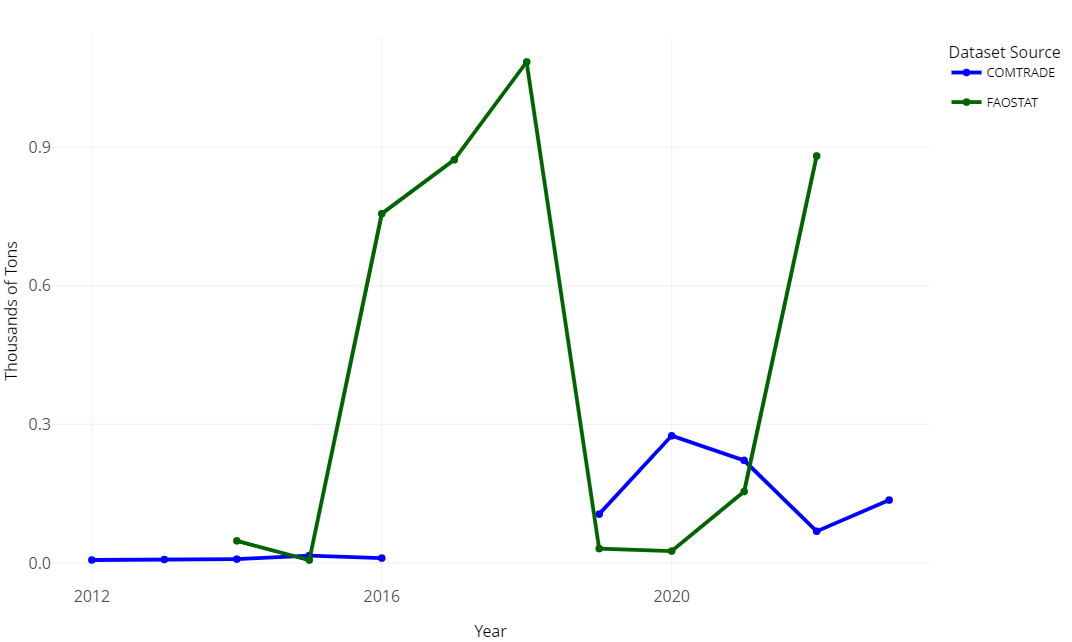 Dataset Source
COMTRADE
FAOSTAT
0.9
0.6
0.3
0.0
Thousands of Tons
2012
2016
2020
Year